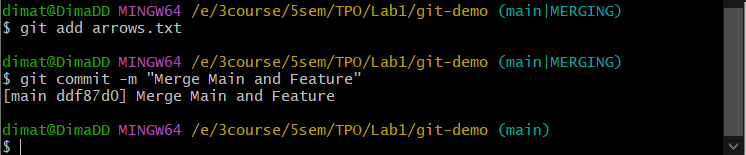 dimat@DimaDD MINGW64 /e/3course/5sem/TPO/Lab1/git-demo (main|MERGING)
$ git add arrows.txt
dimat@DimaDD MINGW64 /e/3course/5sem/TPO/Lab1/git-demo (main|MERGING)
$ git commit -m "Merge Main and Feature"
[main ddf87d0] Merge Main and Feature
dimat@DimaDD MINGW64 /e/3course/5sem/TPO/Lab1/git-demo (main)
$